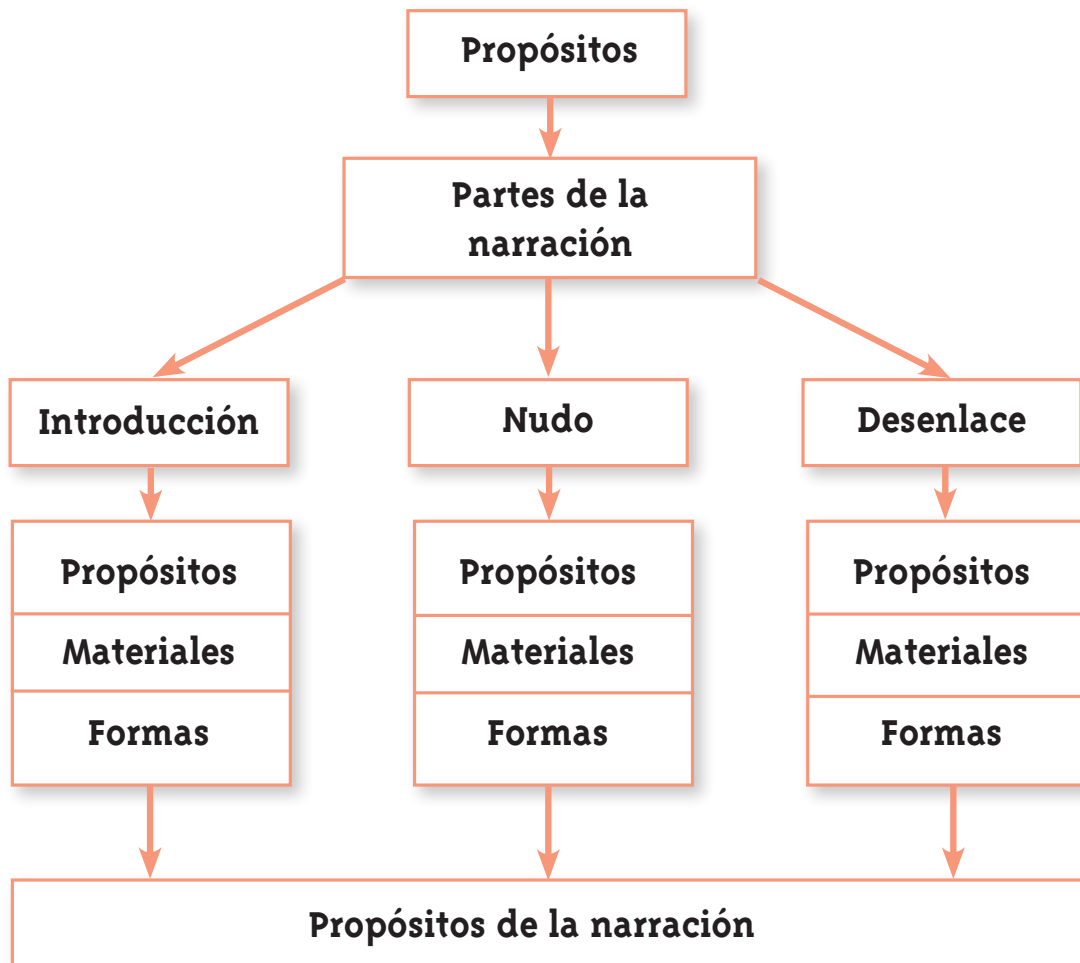 Propósitos
Partes de la
narración
Introducción
Nudo
Desenlace
Propósitos
Materiales
Formas
Propósitos
Materiales
Formas
Propósitos
Materiales
Formas
Propósitos de la narración